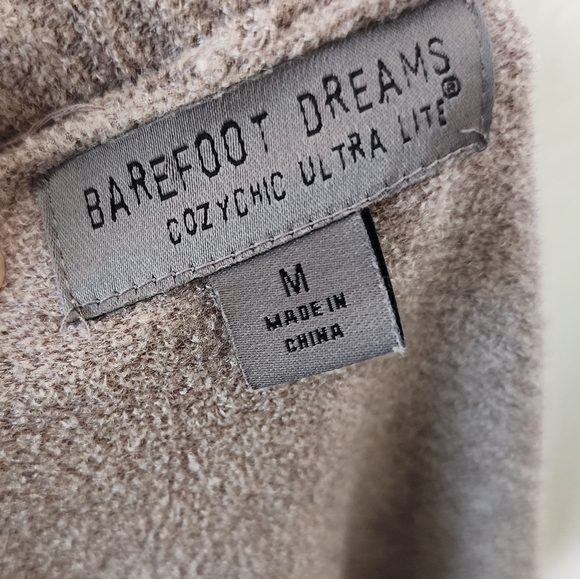 BAREFOOT DREAMS
COZYCHIC ULTRA LITE®
M
MADE IN
CHINA